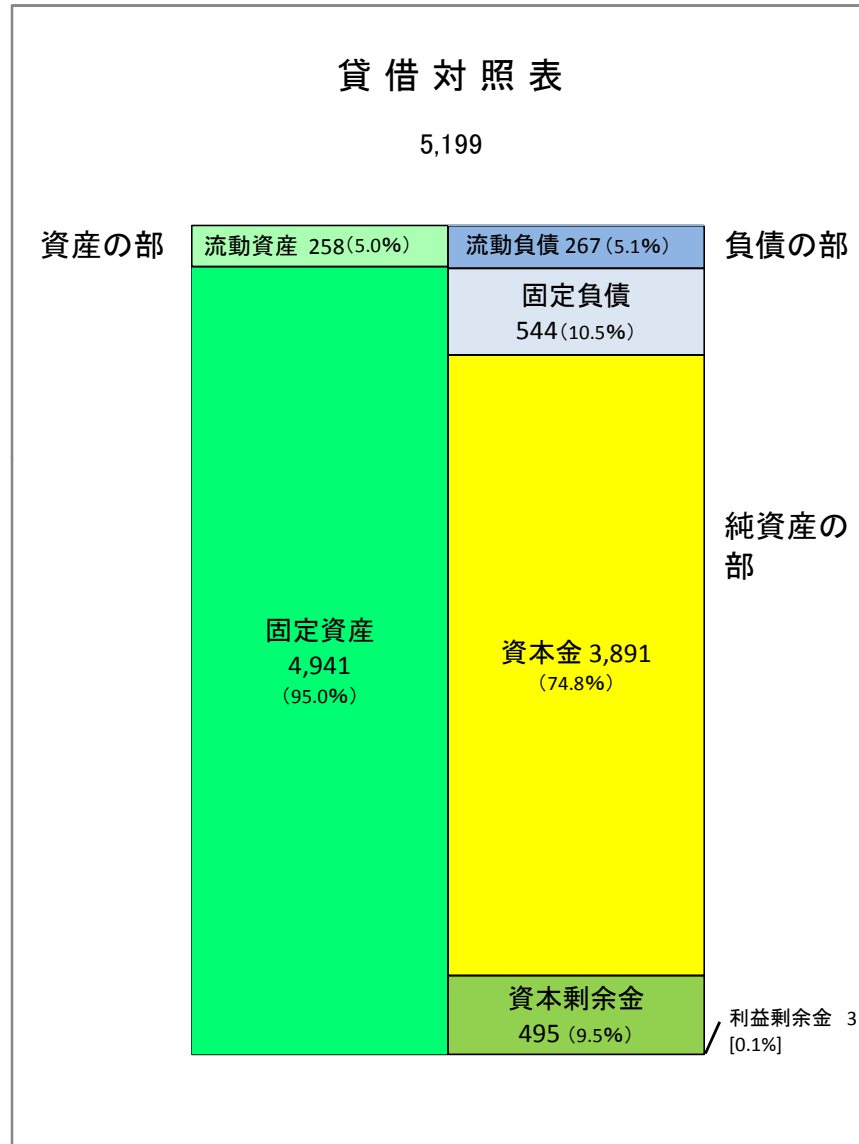 貸借対照表
5,199
資産の部
流動資産 258(5.0%)
流動負債 267 (5.1%)
負債の部
固定負債
544(10.5%)
純資産の
部
固定資産
4,941
(95.0%)
資本金 3,891
(74.8%)
資本剰余金
495 (9.5%)
利益剰余金 3
[0.1%]